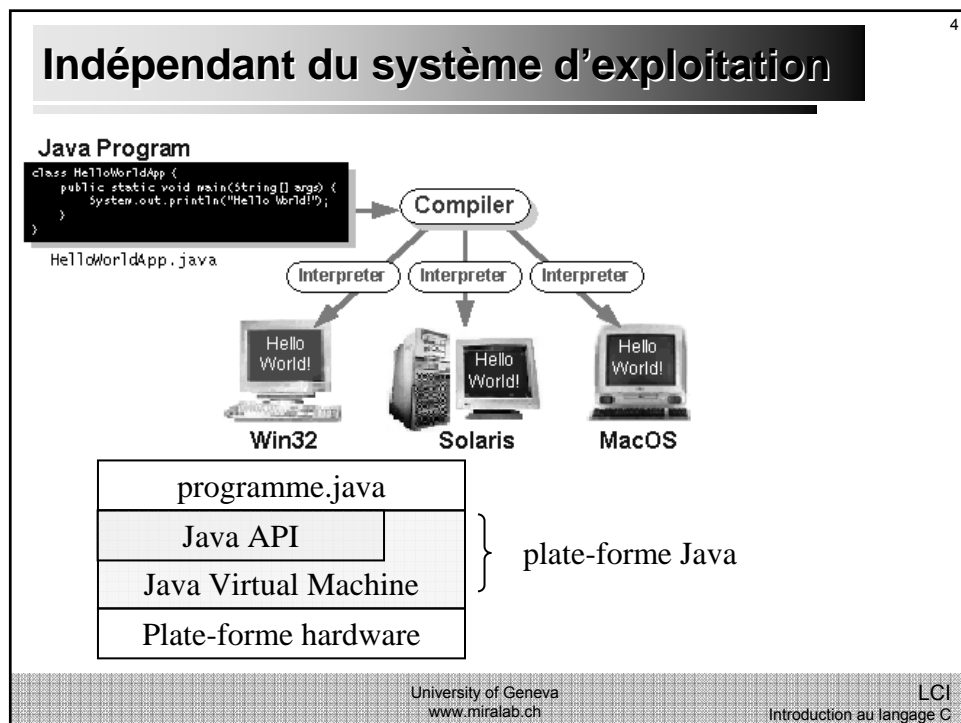 4
Indépendant du système d'exploitation
Java Program
class HelloWorldApp {
public static void main(String[] args) {
System.out.println("Hello World!");
}
}
HelloWorldApp.java
Compiler
Interpreter Interpreter Interpreter
Hello
World!
Hello
World!
Hello
World!
Win32 Solaris MacOS
programme.java
Java API
Java Virtual Machine
Plate-forme hardware
plate-forme Java
University of Geneva
www.miralab.ch
LCI
Introduction au langage C